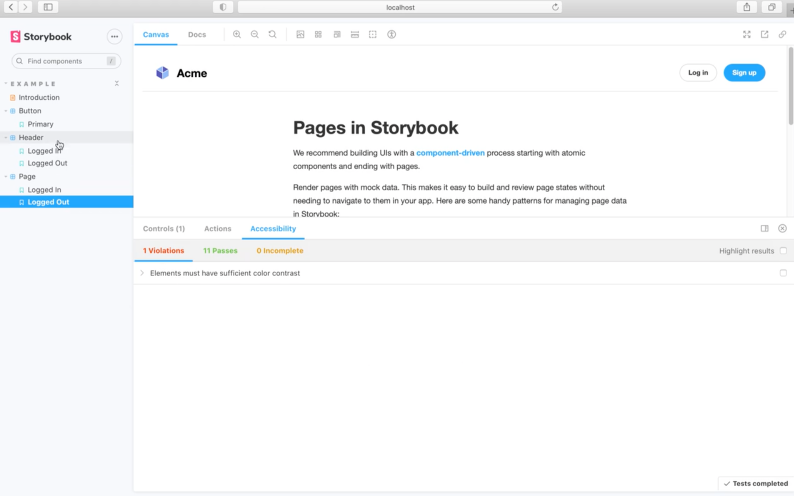 localhost
Storybook
Find components
/
EXAMPLE
Introduction
Button
Primary
Header
Logged In
Logged Out
Page
Logged In
Logged Out
Canvas
Docs
Acme
Log in
Sign up
Pages in Storybook
We recommend building UIs with a component-driven process starting with atomic
components and ending with pages.
Render pages with mock data. This makes it easy to build and review page states without
needing to navigate to them in your app. Here are some handy patterns for managing page data
in Storybook:
Controls (1)
Actions
Accessibility
1 Violations
11 Passes
0 Incomplete
Highlight results
Elements must have sufficient color contrast
Tests completed